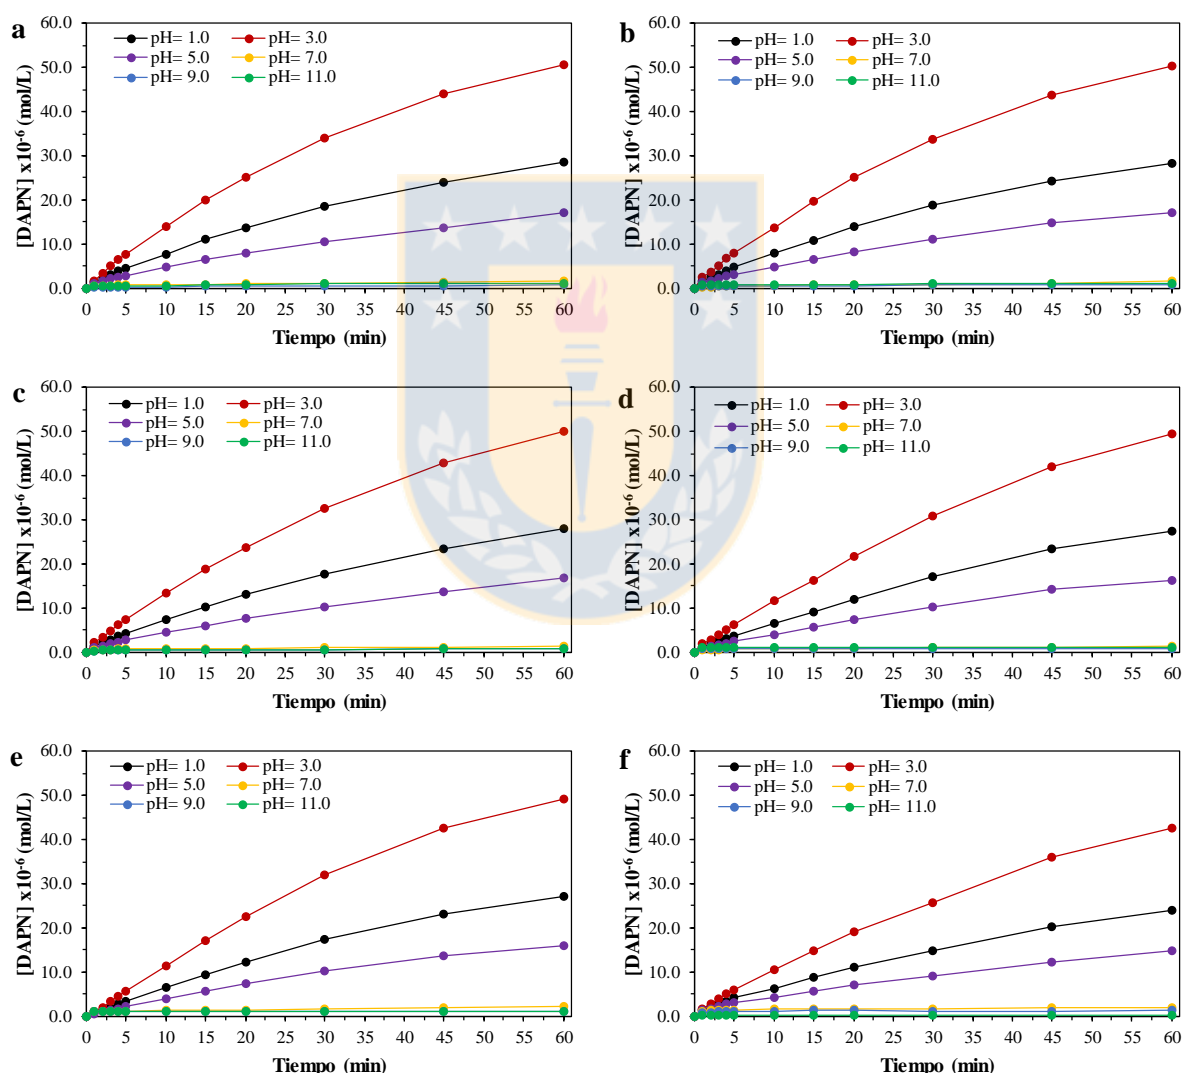 a
60.0
50.0
40.0
30.0
20.0
10.0
0.0
[DAPN] x10⁻⁶ (mol/L)
pH= 1.0 pH= 3.0
pH= 5.0 pH= 7.0
pH= 9.0 pH= 11.0
0 5 10 15 20 25 30 35 40 45 50 55 60
Tiempo (min)
b
60.0
50.0
40.0
30.0
20.0
10.0
0.0
[DAPN] x10⁻⁶ (mol/L)
pH= 1.0 pH= 3.0
pH= 5.0 pH= 7.0
pH= 9.0 pH= 11.0
0 5 10 15 20 25 30 35 40 45 50 55 60
Tiempo (min)
c
60.0
50.0
40.0
30.0
20.0
10.0
0.0
[DAPN] x10⁻⁶ (mol/L)
pH= 1.0 pH= 3.0
pH= 5.0 pH= 7.0
pH= 9.0 pH= 11.0
0 5 10 15 20 25 30 35 40 45 50 55 60
Tiempo (min)
d
60.0
50.0
40.0
30.0
20.0
10.0
0.0
[DAPN] x10⁻⁶ (mol/L)
pH= 1.0 pH= 3.0
pH= 5.0 pH= 7.0
pH= 9.0 pH= 11.0
0 5 10 15 20 25 30 35 40 45 50 55 60
Tiempo (min)
e
60.0
50.0
40.0
30.0
20.0
10.0
0.0
[DAPN] x10⁻⁶ (mol/L)
pH= 1.0 pH= 3.0
pH= 5.0 pH= 7.0
pH= 9.0 pH= 11.0
0 5 10 15 20 25 30 35 40 45 50 55 60
Tiempo (min)
f
60.0
50.0
40.0
30.0
20.0
10.0
0.0
[DAPN] x10⁻⁶ (mol/L)
pH= 1.0 pH= 3.0
pH= 5.0 pH= 7.0
pH= 9.0 pH= 11.0
0 5 10 15 20 25 30 35 40 45 50 55 60
Tiempo (min)